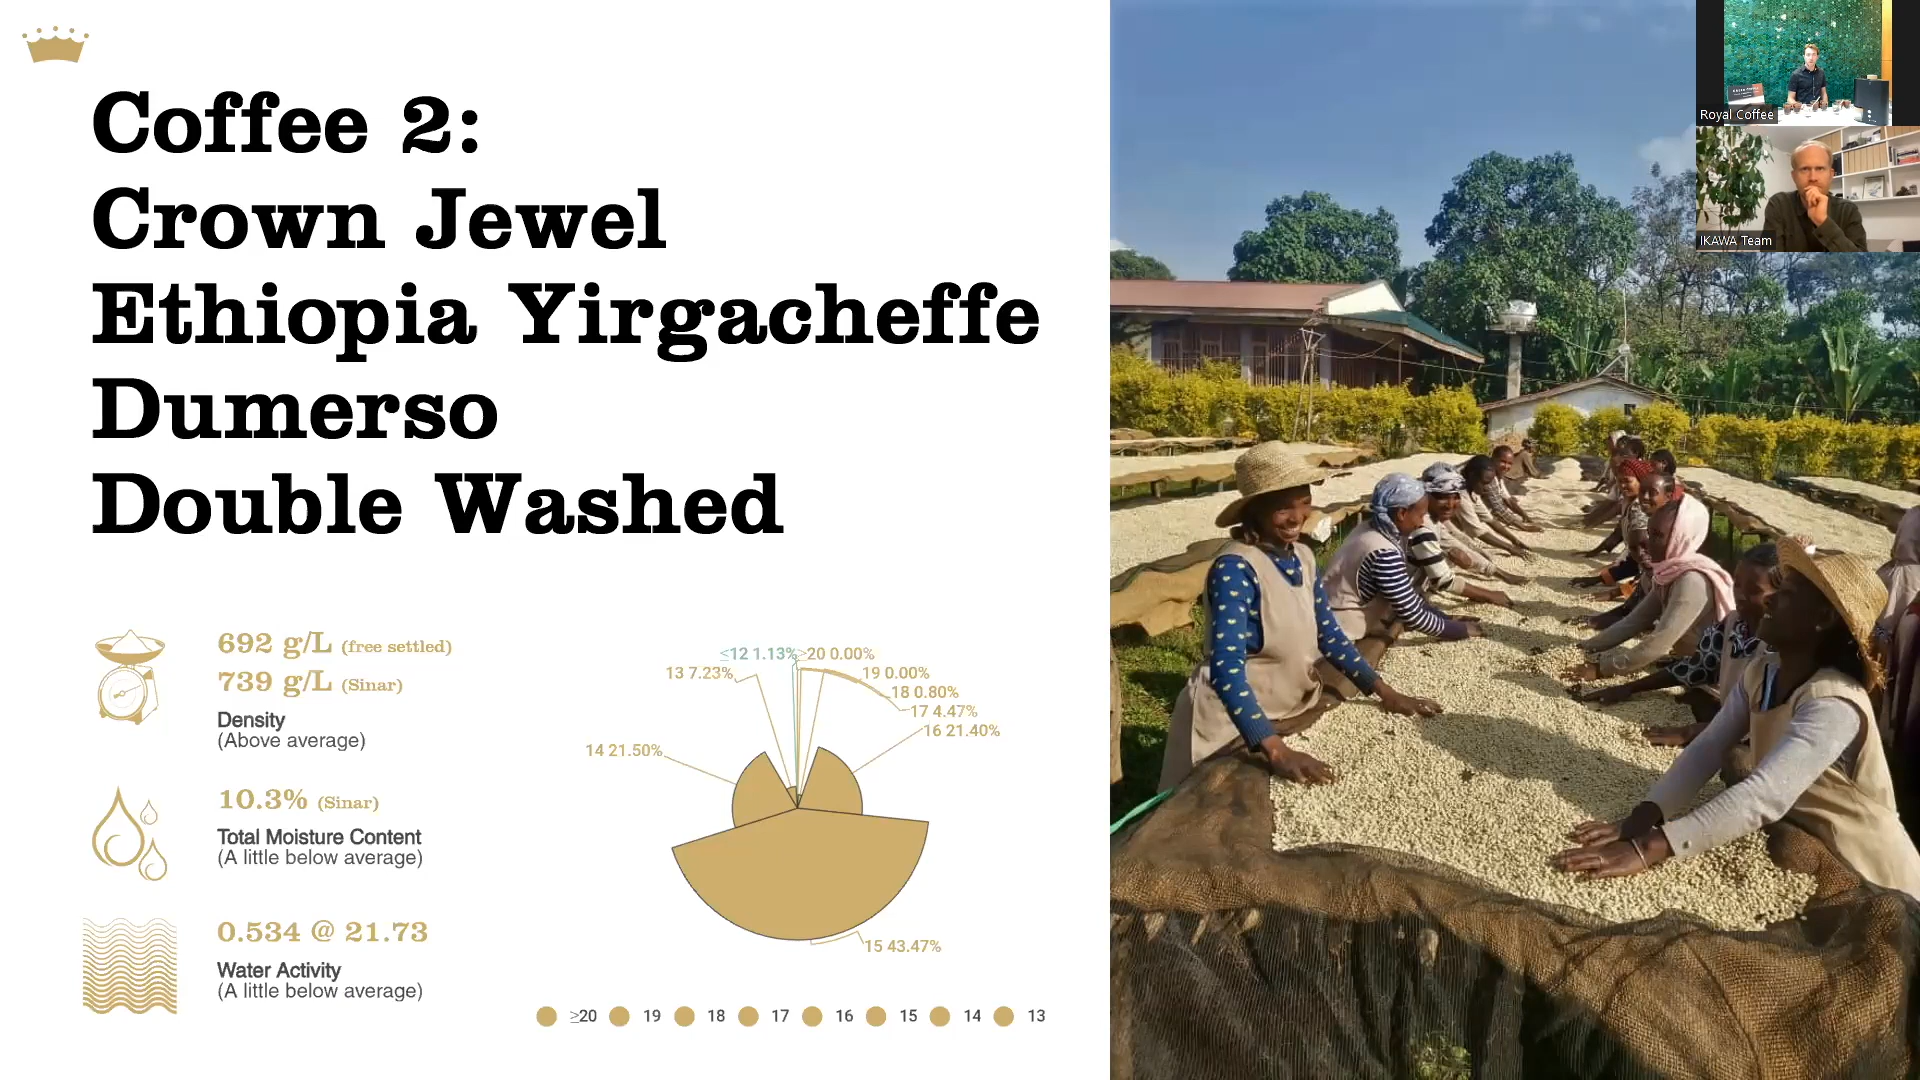 Coffee 2:
Crown Jewel
Ethiopia Yirgacheffe
Dumerso
Double Washed
692 g/L (free settled)
739 g/L (Sinar)
Density
(Above average)
10.3% (Sinar)
Total Moisture Content
(A little below average)
0.534 @ 21.73
Water Activity
(A little below average)
≤12 1.13%
≥20 0.00%
13 7.23%
19 0.00%
18 0.80%
17 4.47%
16 21.40%
14 21.50%
15 43.47%
≥20 19 18 17 16 15 14 13
Royal Coffee
IKAWA Team